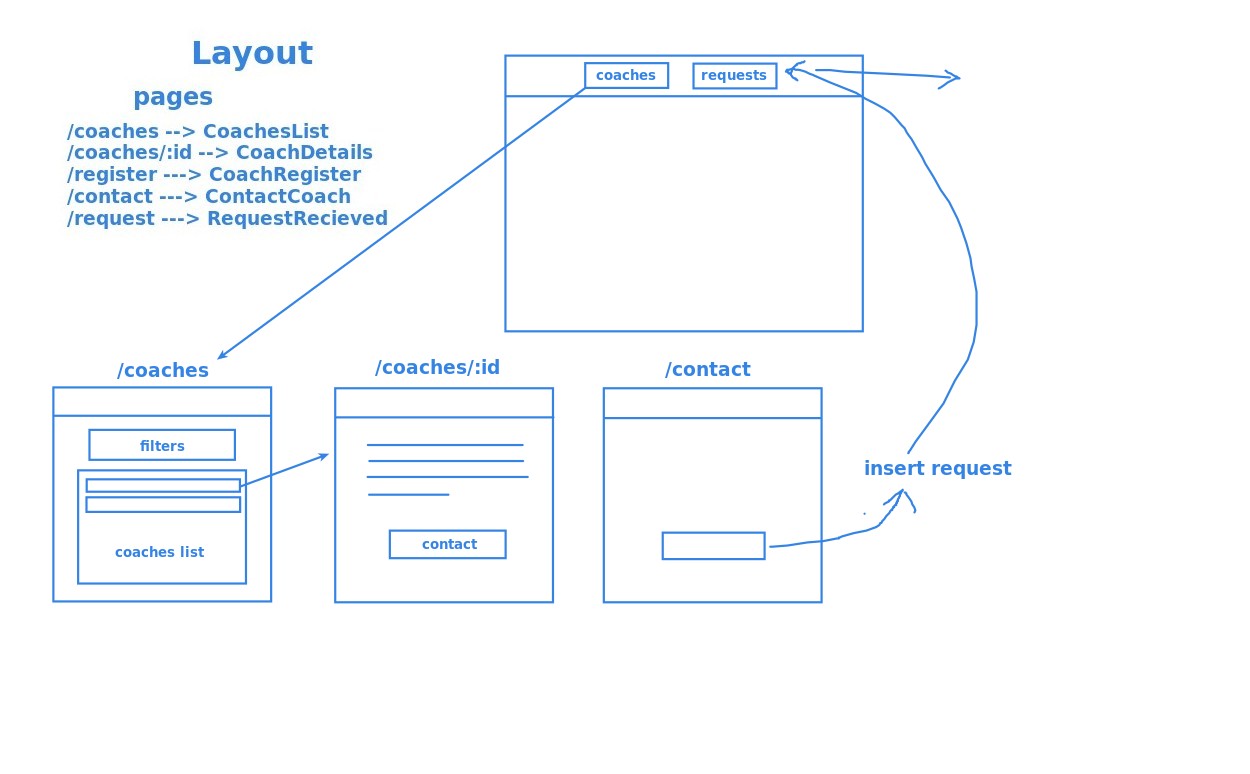 Layout
pages
/coaches --> CoachesList
/coaches/:id --> CoachDetails
/register ---> CoachRegister
/contact ---> ContactCoach
/request ---> RequestRecieved
coaches
requests
/coaches
filters
coaches list
/coaches/:id
contact
/contact
insert request